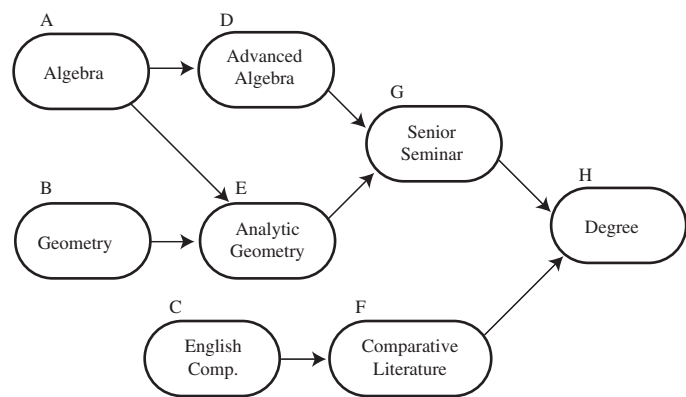 A
Algebra
D
Advanced
Algebra
G
Senior
Seminar
B
Geometry
E
Analytic
Geometry
H
Degree
C
English
Comp.
F
Comparative
Literature